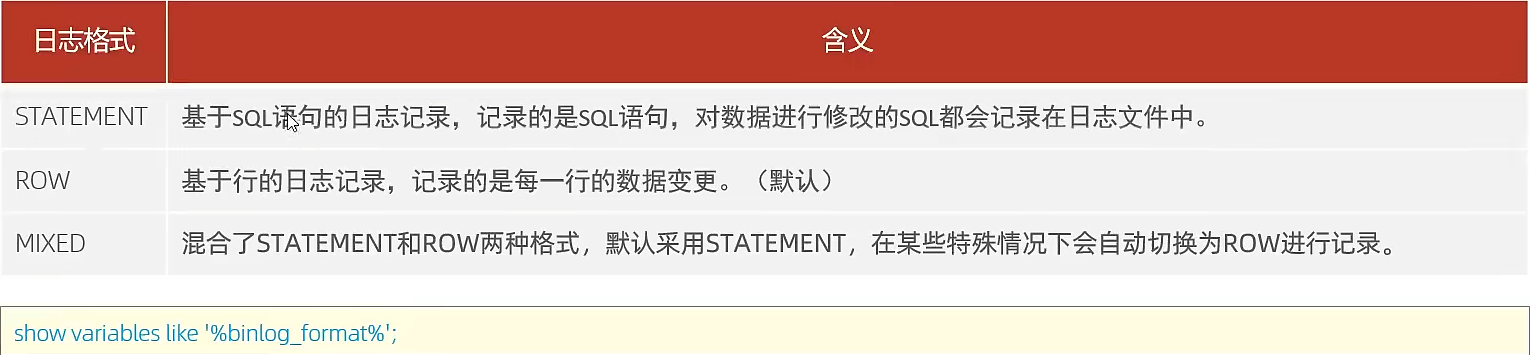 日志格式 含义
STATEMENT 基于SQL语句的日志记录，记录的是SQL语句，对数据进行修改的SQL都会记录在日志文件中。
ROW 基于行的日志记录，记录的是每一行的数据变更。（默认）
MIXED 混合了STATEMENT和ROW两种格式，默认采用STATEMENT，在某些特殊情况下会自动切换为ROW进行记录。
show variables like '%binlog_format%';